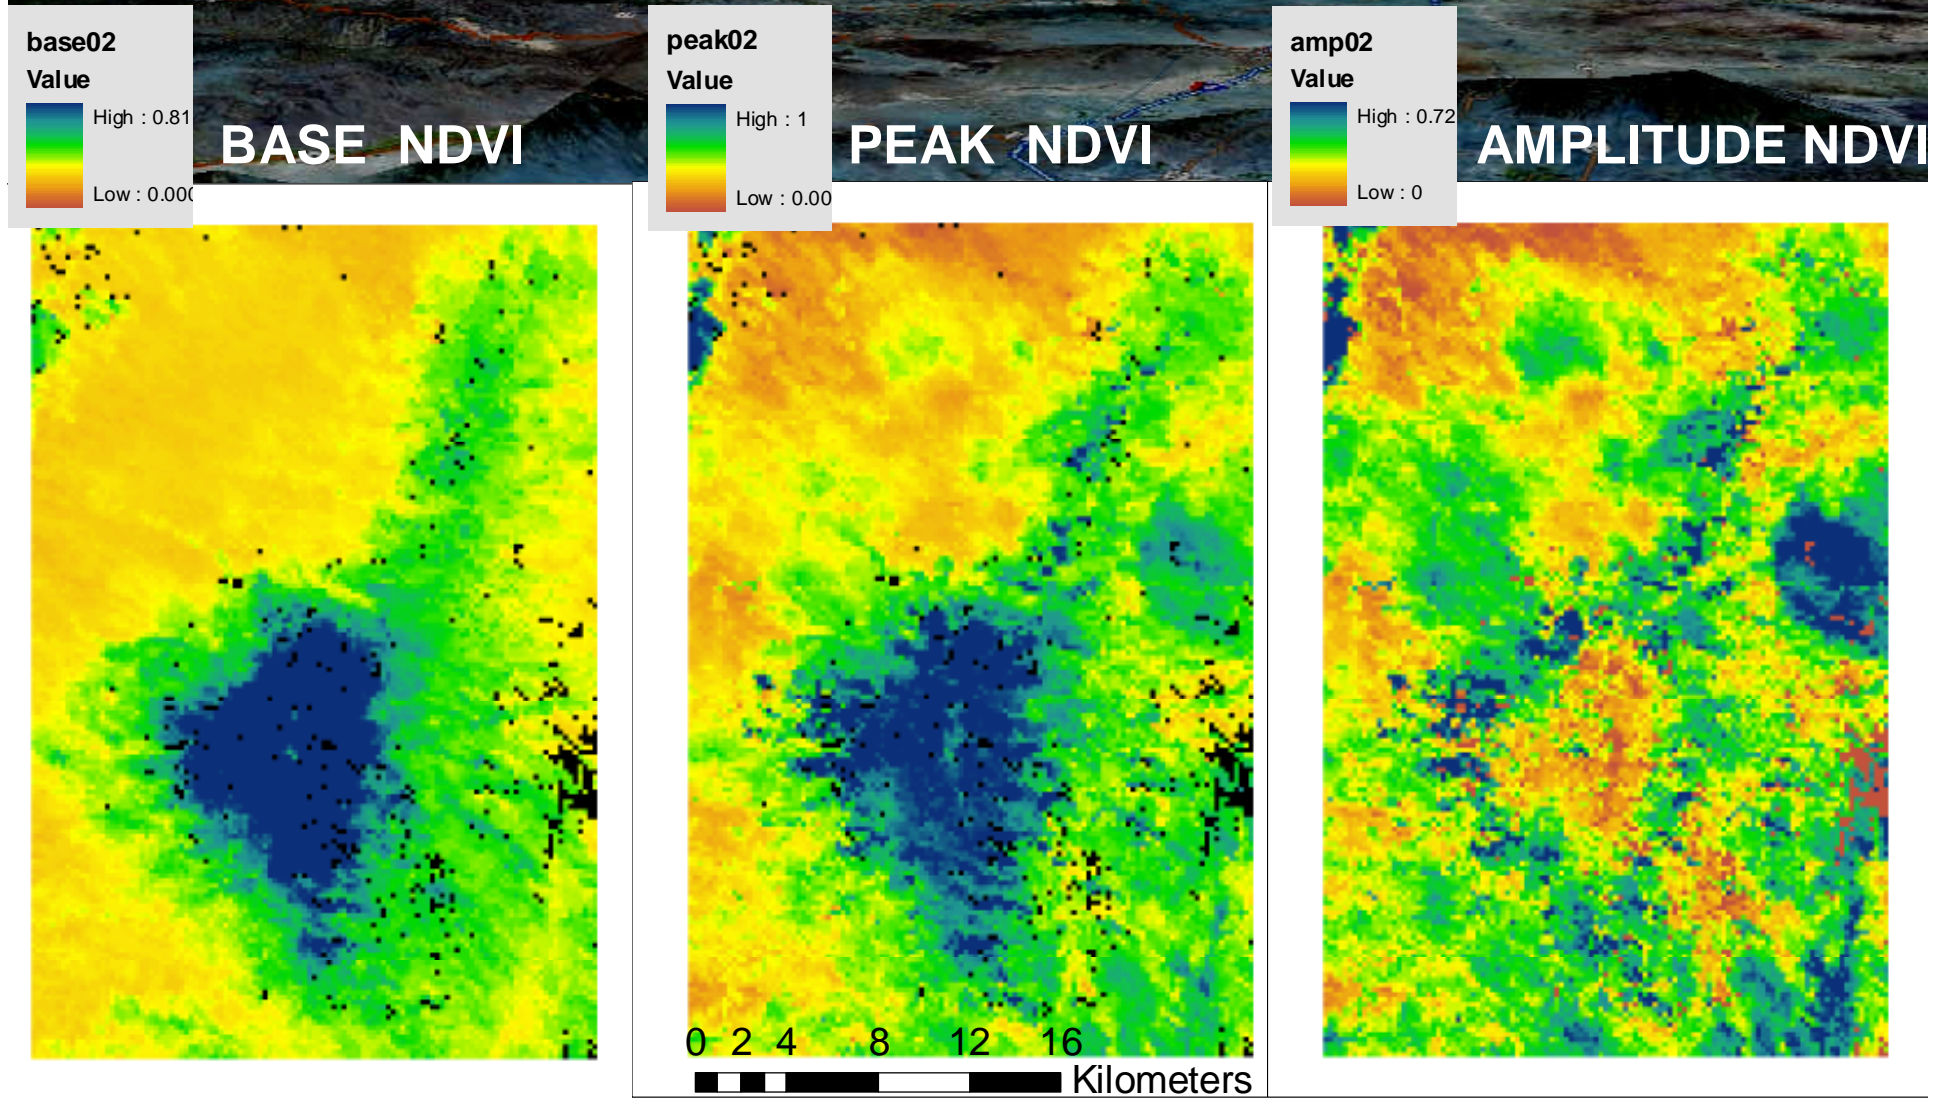 base02
Value
High : 0.81
Low : 0.000
BASE NDVI
peak02
Value
High : 1
Low : 0.00
PEAK NDVI
amp02
Value
High : 0.72
Low : 0
AMPLITUDE NDVI
0 2 4 8 12 16
Kilometers